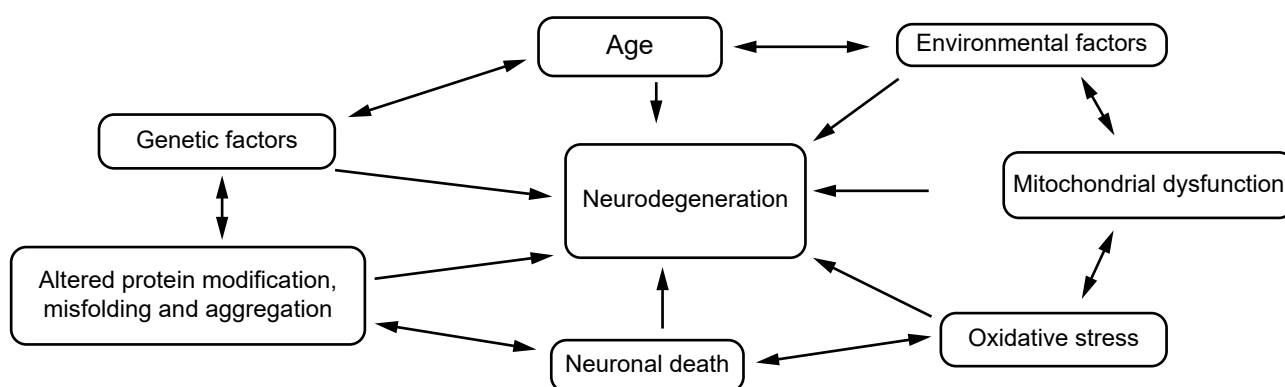 Age
Environmental factors
Genetic factors
Neurodegeneration
Mitochondrial dysfunction
Altered protein modification,
misfolding and aggregation
Neuronal death
Oxidative stress